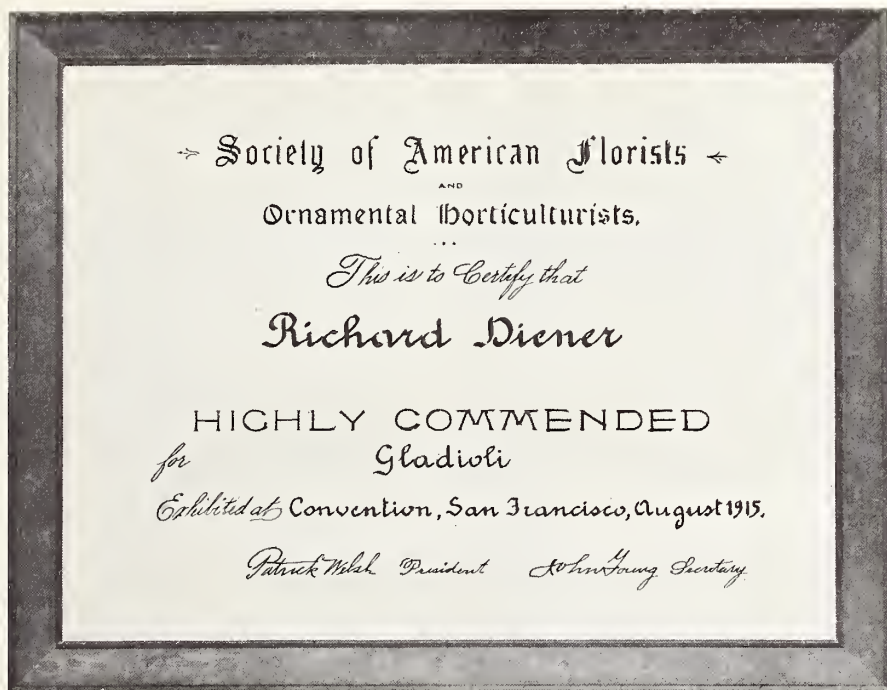 Society of American Florists
AND
Ornamental Horticulturists.
This is to Certify that
Richard Diener
HIGHLY COMMENDED
for Gladioli
Exhibited at Convention, San Francisco, August 1915.
Patrick Welsh President John Young Secretary